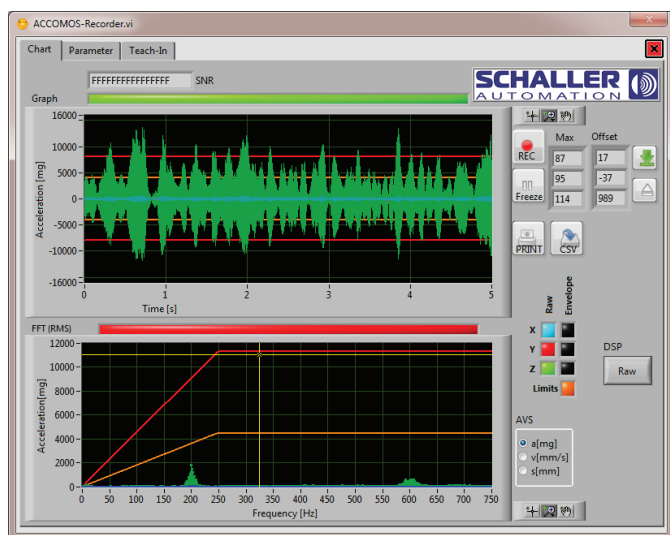 ACCOMOS-Recorder.vi
Chart Parameter Teach-In
FFFFFFFFFFFFFFFF SNR
SCHALLER
AUTOMATION
Graph
16000
10000
5000
0
-5000
-10000
-16000
Acceleration [mg]
0 1 2 3 4 5
Time [s]
REC
Freeze
Max Offset
87 17
95 -37
114 989
PRINT CSV
FFT (RMS)
12000
10000
8000
6000
4000
2000
0
Acceleration[mg]
0 50 100 150 200 250 300 350 400 450 500 550 600 650 700 750
Frequency [Hz]
Raw Envelope
X
Y
Z
Limits
DSP
Raw
AVS
a[mg]
v[mm/s]
s[mm]